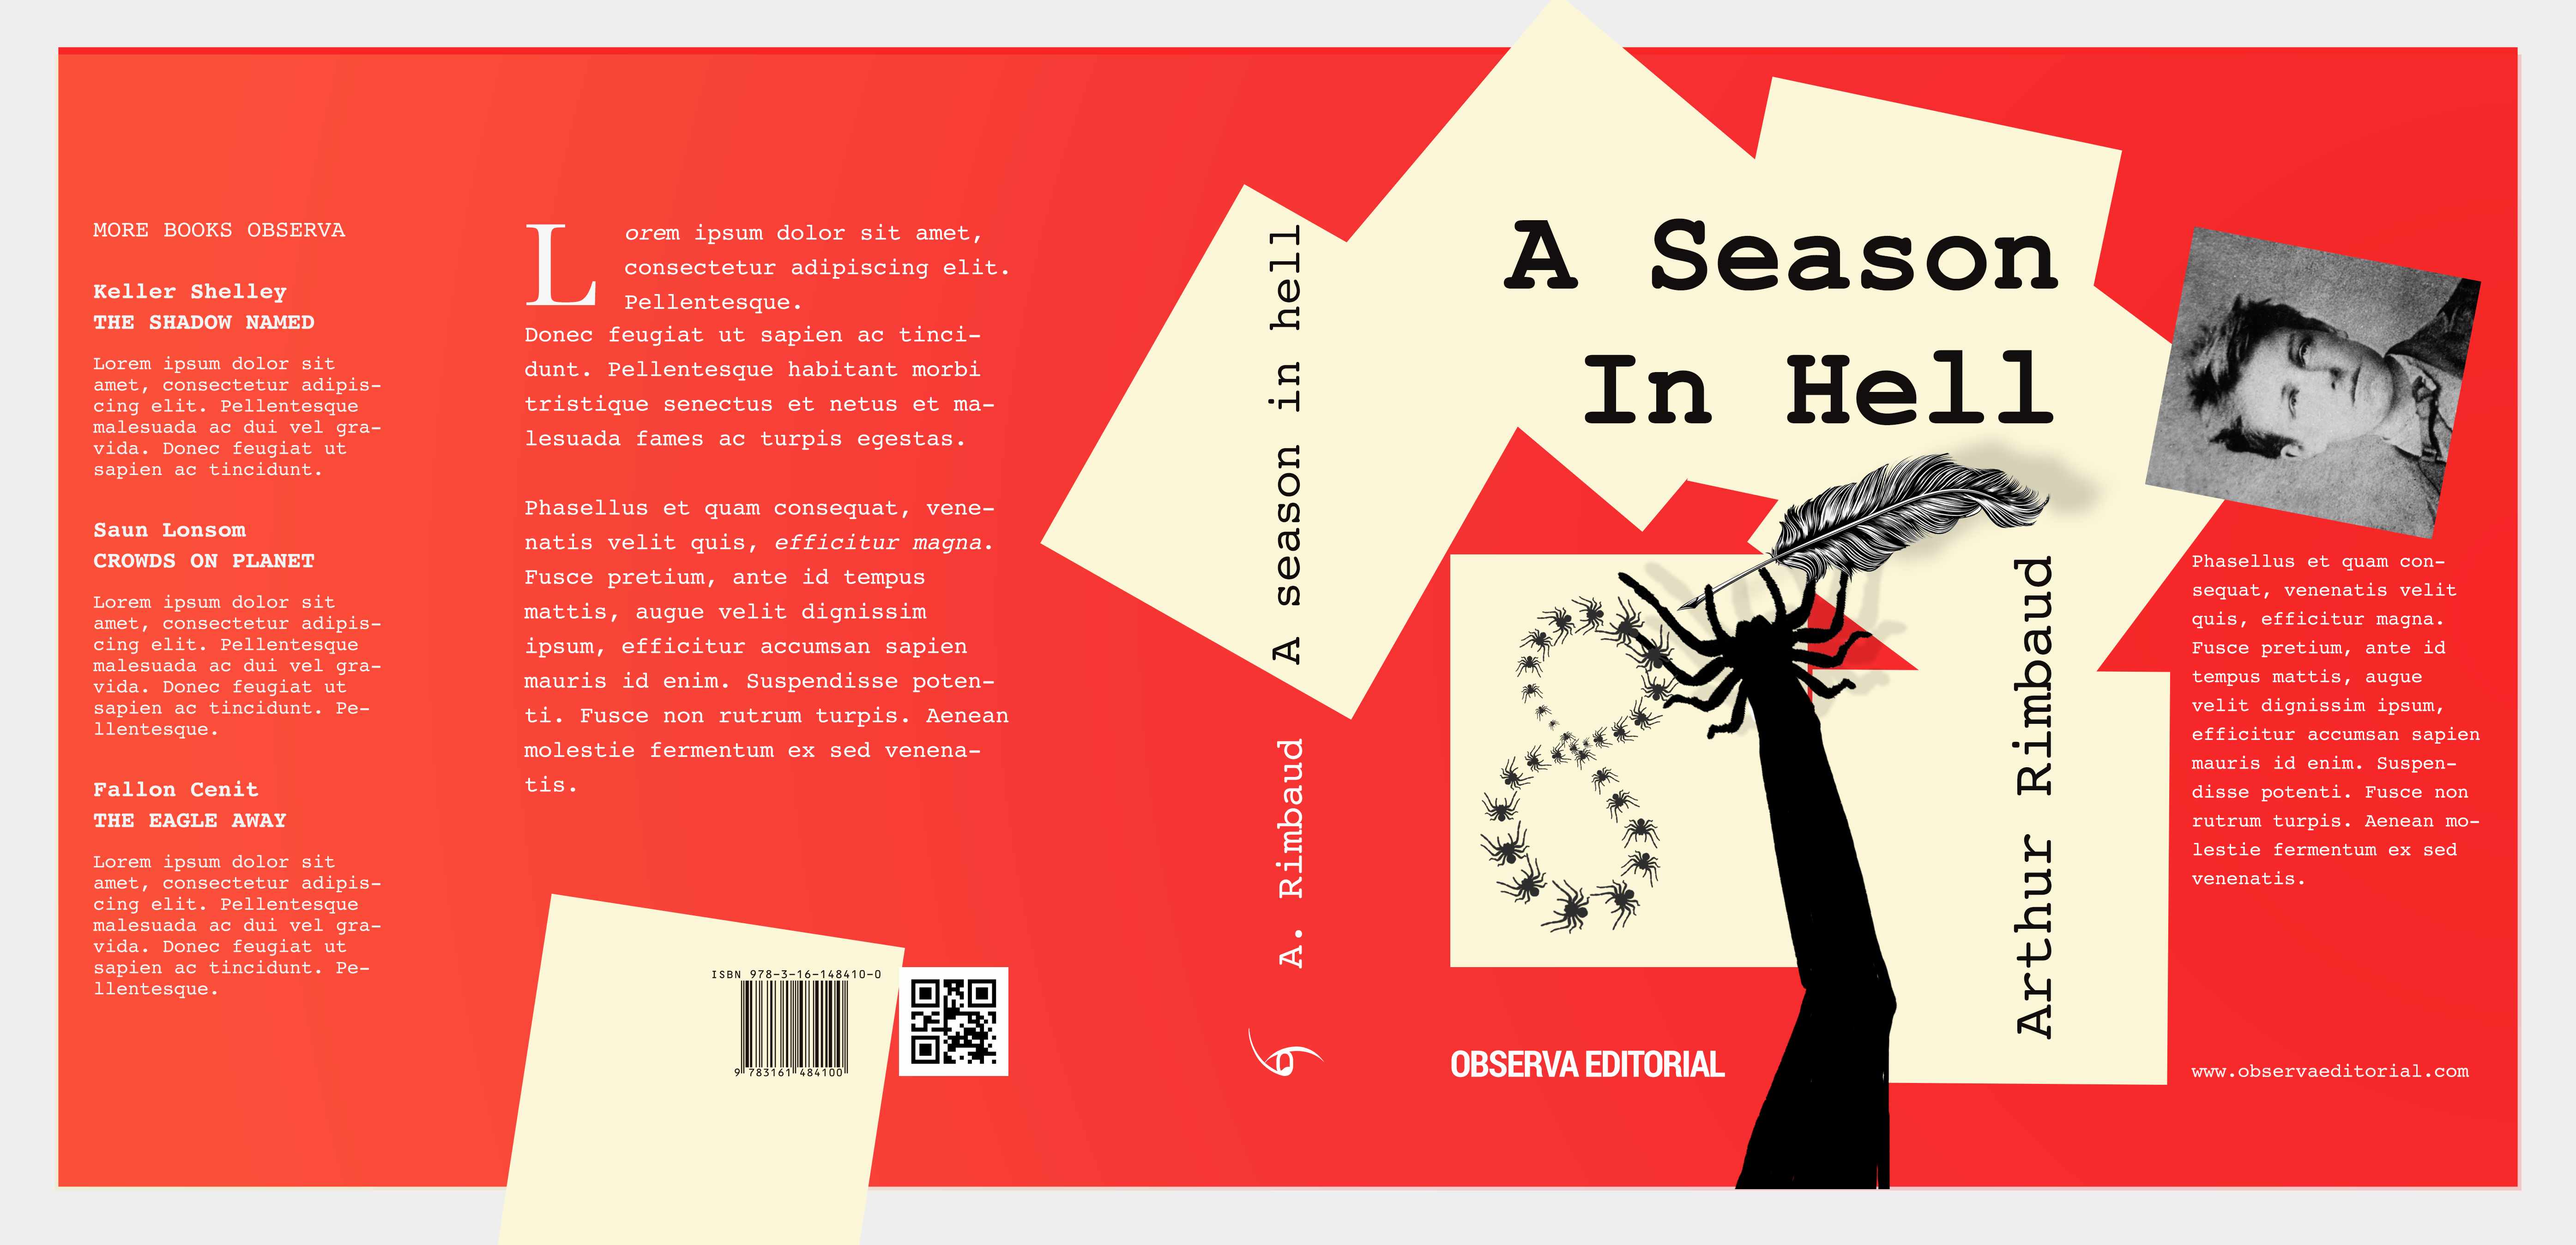 MORE BOOKS OBSERVA
Keller Shelley
THE SHADOW NAMED
Lorem ipsum dolor sit
amet, consectetur adipis-
cing elit. Pellentesque
malesuada ac dui vel gra-
vida. Donec feugiat ut
sapien ac tincidunt.
Saun Lonsom
CROWDS ON PLANET
Lorem ipsum dolor sit
amet, consectetur adipis-
cing elit. Pellentesque
malesuada ac dui vel gra-
vida. Donec feugiat ut
sapien ac tincidunt. Pe-
llentesque.
Fallon Cenit
THE EAGLE AWAY
Lorem ipsum dolor sit
amet, consectetur adipis-
cing elit. Pellentesque
malesuada ac dui vel gra-
vida. Donec feugiat ut
sapien ac tincidunt. Pe-
llentesque.
Lorem ipsum dolor sit amet,
consectetur adipiscing elit.
Pellentesque.
Donec feugiat ut sapien ac tinci-
dunt. Pellentesque habitant morbi
tristique senectus et netus et ma-
lesuada fames ac turpis egestas.
Phasellus et quam consequat, vene-
natis velit quis, efficitur magna.
Fusce pretium, ante id tempus
mattis, augue velit dignissim
ipsum, efficitur accumsan sapien
mauris id enim. Suspendisse poten-
ti. Fusce non rutrum turpis. Aenean
molestie fermentum ex sed venena-
tis.
ISBN 978-3-16-148410-0
9 783161 484100
A. Rimbaud A season in hell
A Season
In Hell
Arthur Rimbaud
OBSERVA EDITORIAL
Phasellus et quam con-
sequat, venenatis velit
quis, efficitur magna.
Fusce pretium, ante id
tempus mattis, augue
velit dignissim ipsum,
efficitur accumsan sapien
mauris id enim. Suspen-
disse potenti. Fusce non
rutrum turpis. Aenean mo-
lestie fermentum ex sed
venenatis.
www.observaeditorial.com